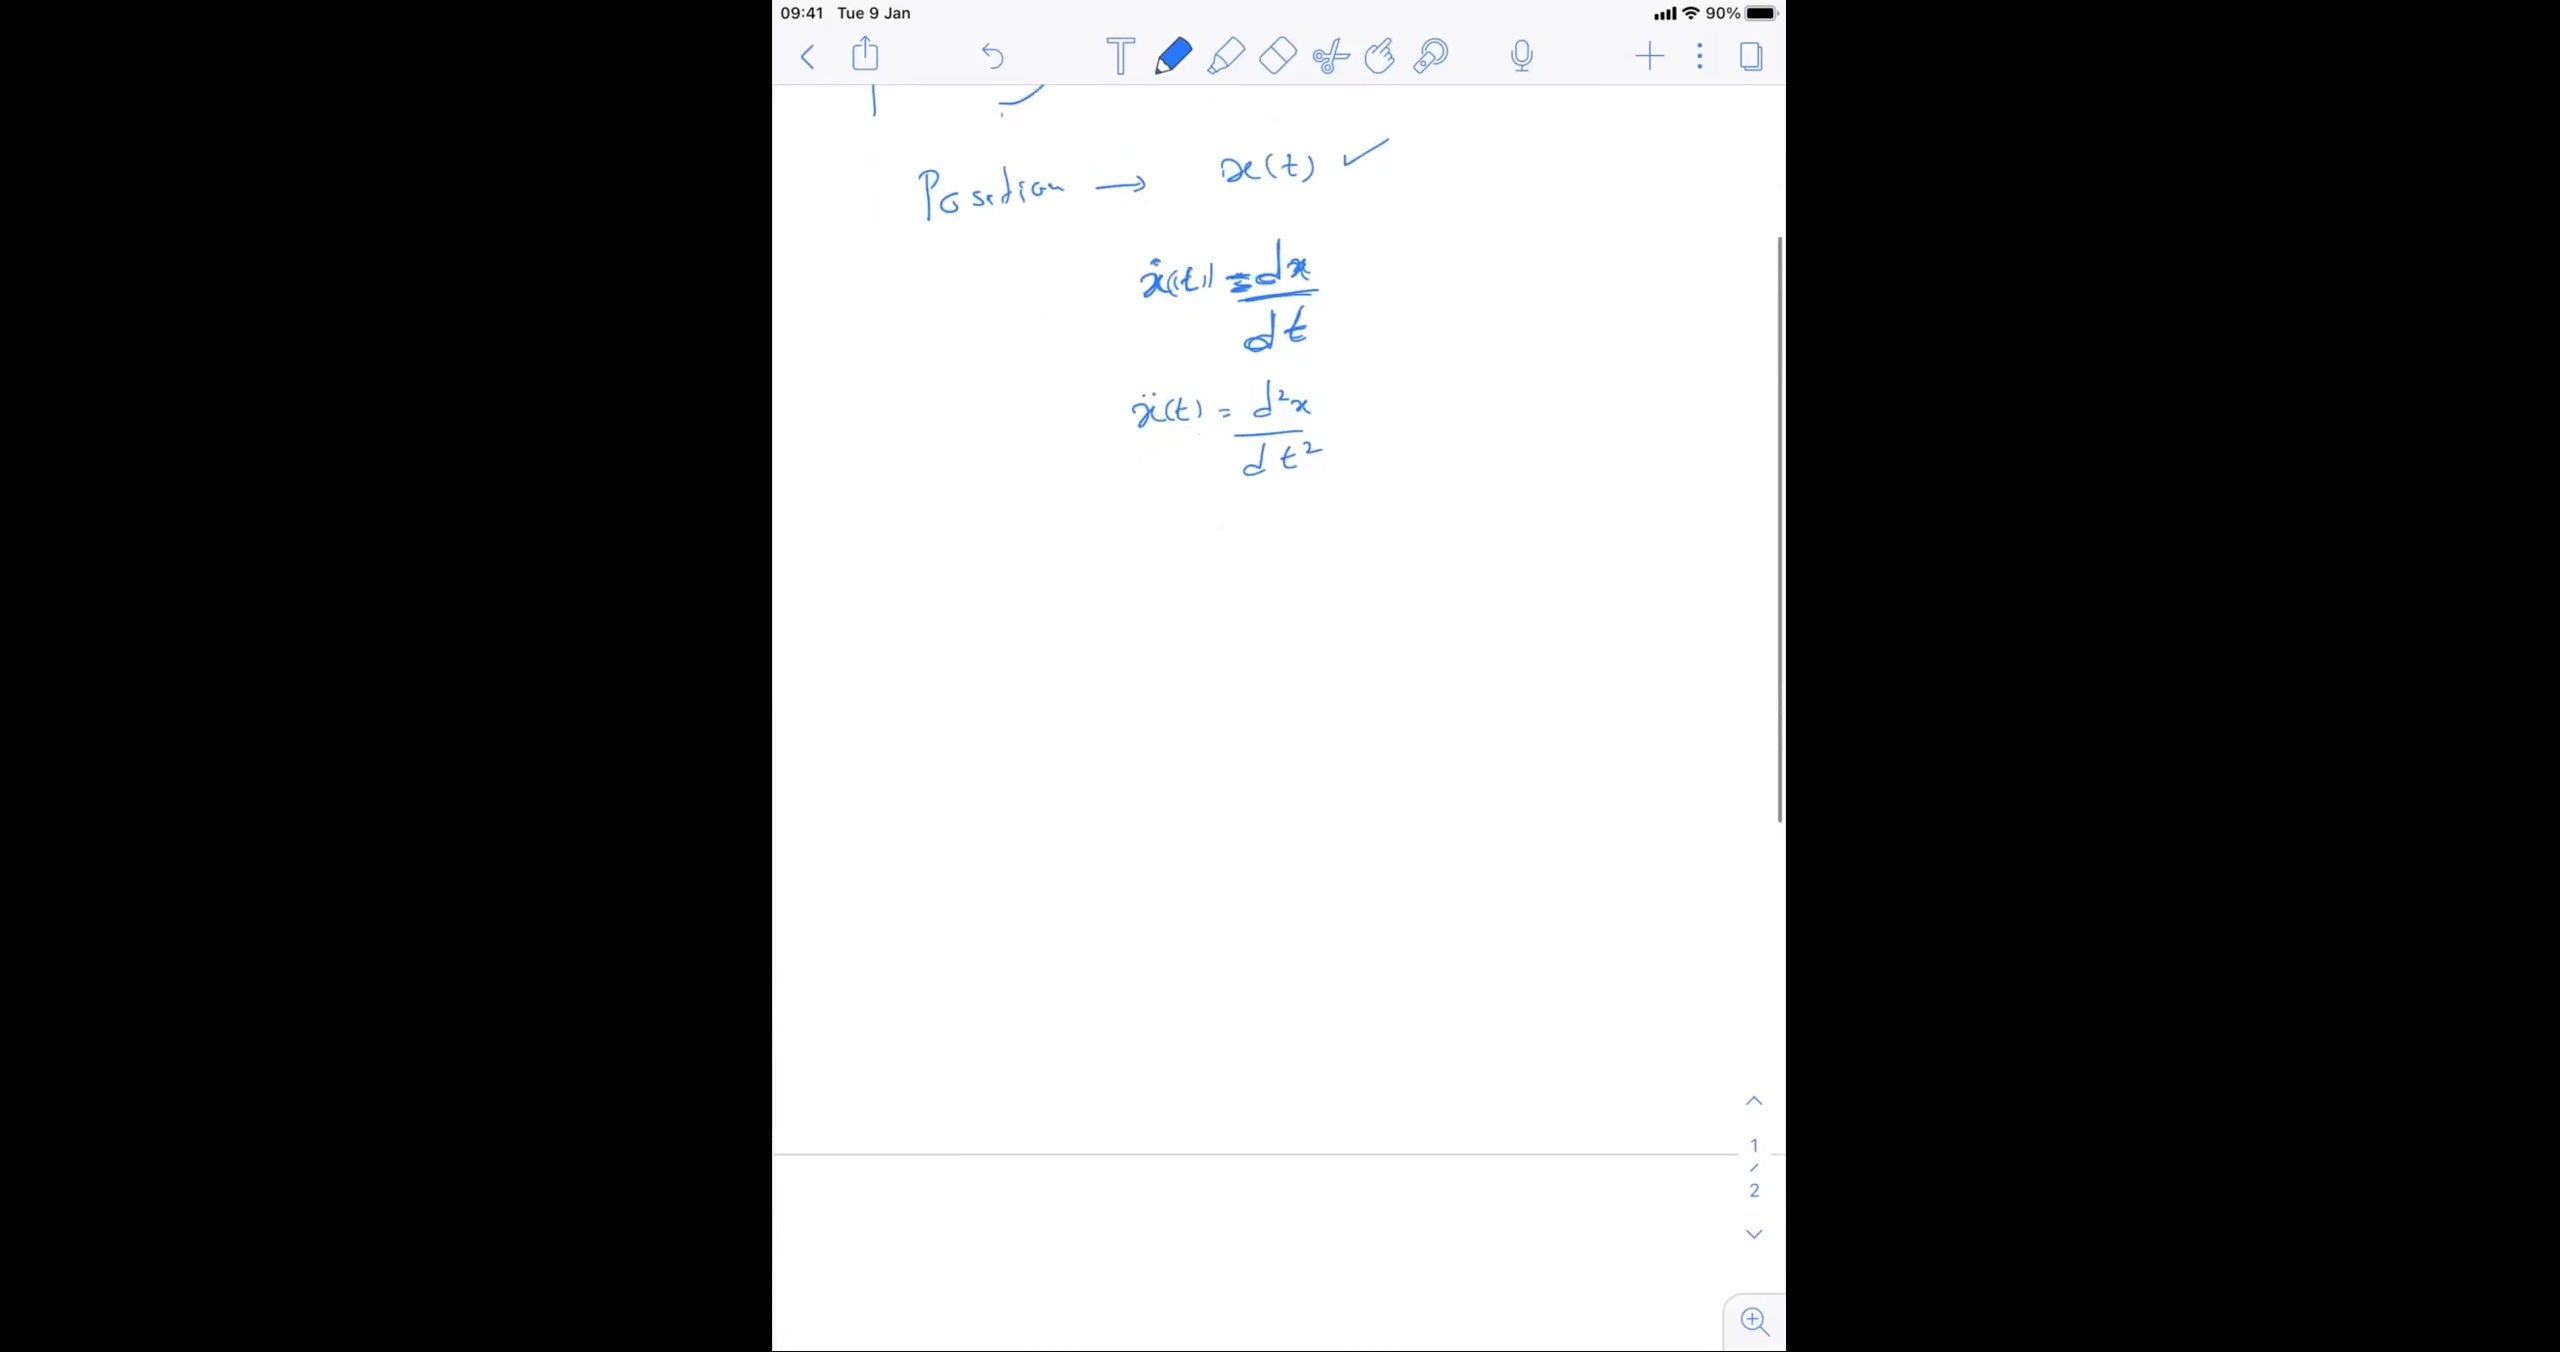 09:41 Tue 9 Jan 90%
Position → x(t) ✓
ẋ(t) = dx
dt
ẍ(t) = d²x
dt²
1
/
2